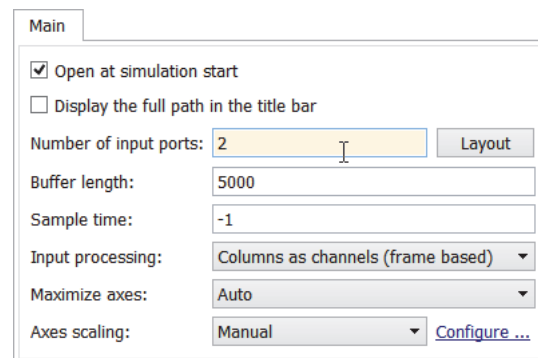 Main
Open at simulation start
Display the full path in the title bar
Number of input ports: 2 Layout
Buffer length: 5000
Sample time: -1
Input processing: Columns as channels (frame based)
Maximize axes: Auto
Axes scaling: Manual Configure ...